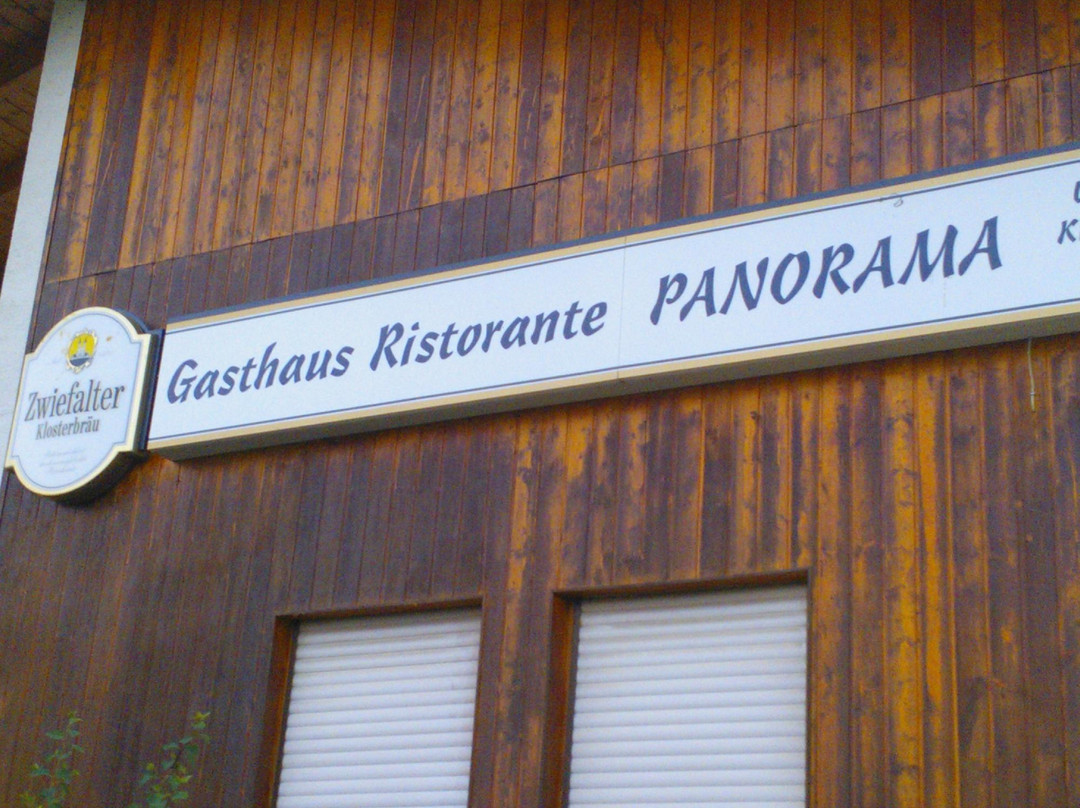 Zwiefalter
Klosterbräu
Gasthaus Ristorante PANORAMA